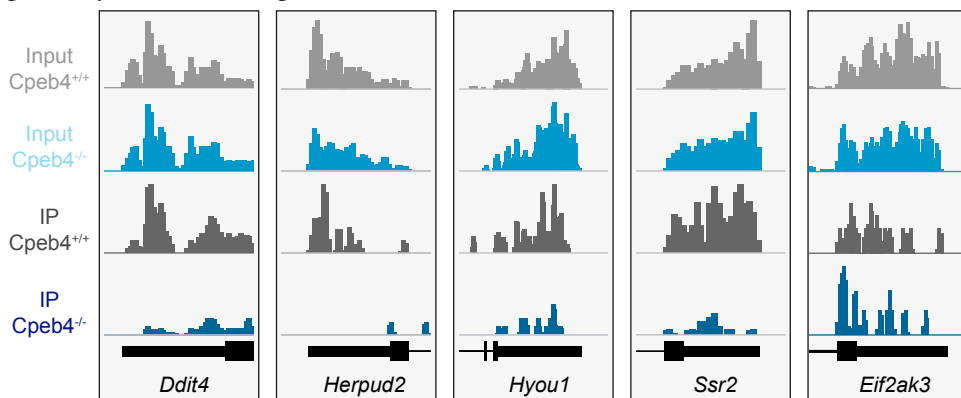 Input
Cpeb4+/+
Input
Cpeb4-/-
IP
Cpeb4+/+
IP
Cpeb4-/-
Ddit4 Herpud2 Hyou1 Ssr2 Eif2ak3